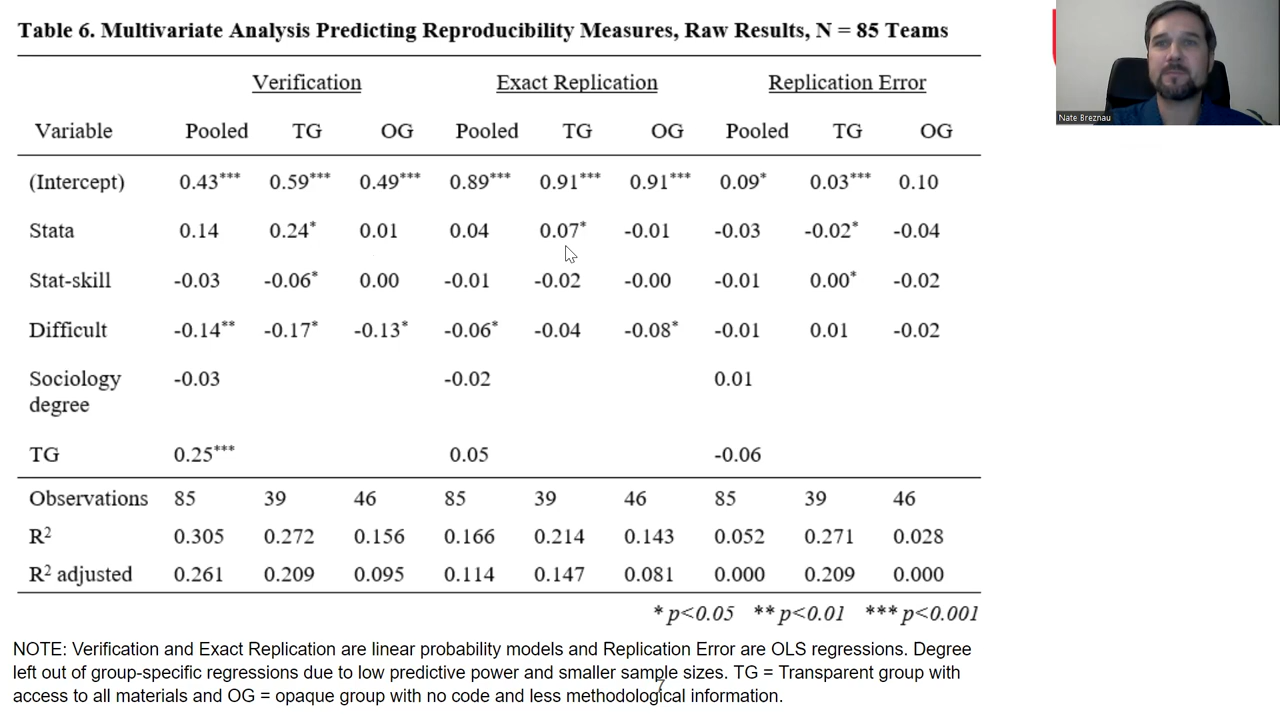 Table 6. Multivariate Analysis Predicting Reproducibility Measures, Raw Results, N = 85 Teams
Verification Exact Replication Replication Error
Variable Pooled TG OG Pooled TG OG Pooled TG OG
(Intercept) 0.43*** 0.59*** 0.49*** 0.89*** 0.91*** 0.91*** 0.09* 0.03*** 0.10
Stata 0.14 0.24* 0.01 0.04 0.07* -0.01 -0.03 -0.02* -0.04
Stat-skill -0.03 -0.06* 0.00 -0.01 -0.02 -0.00 -0.01 0.00* -0.02
Difficult -0.14** -0.17* -0.13* -0.06* -0.04 -0.08* -0.01 0.01 -0.02
Sociology degree -0.03 -0.02 0.01
TG 0.25*** 0.05 -0.06
Observations 85 39 46 85 39 46 85 39 46
R² 0.305 0.272 0.156 0.166 0.214 0.143 0.052 0.271 0.028
R² adjusted 0.261 0.209 0.095 0.114 0.147 0.081 0.000 0.209 0.000
* p<0.05 ** p<0.01 *** p<0.001
NOTE: Verification and Exact Replication are linear probability models and Replication Error are OLS regressions. Degree
left out of group-specific regressions due to low predictive power and smaller sample sizes. TG = Transparent group with
access to all materials and OG = opaque group with no code and less methodological information.
7
Nate Breznau